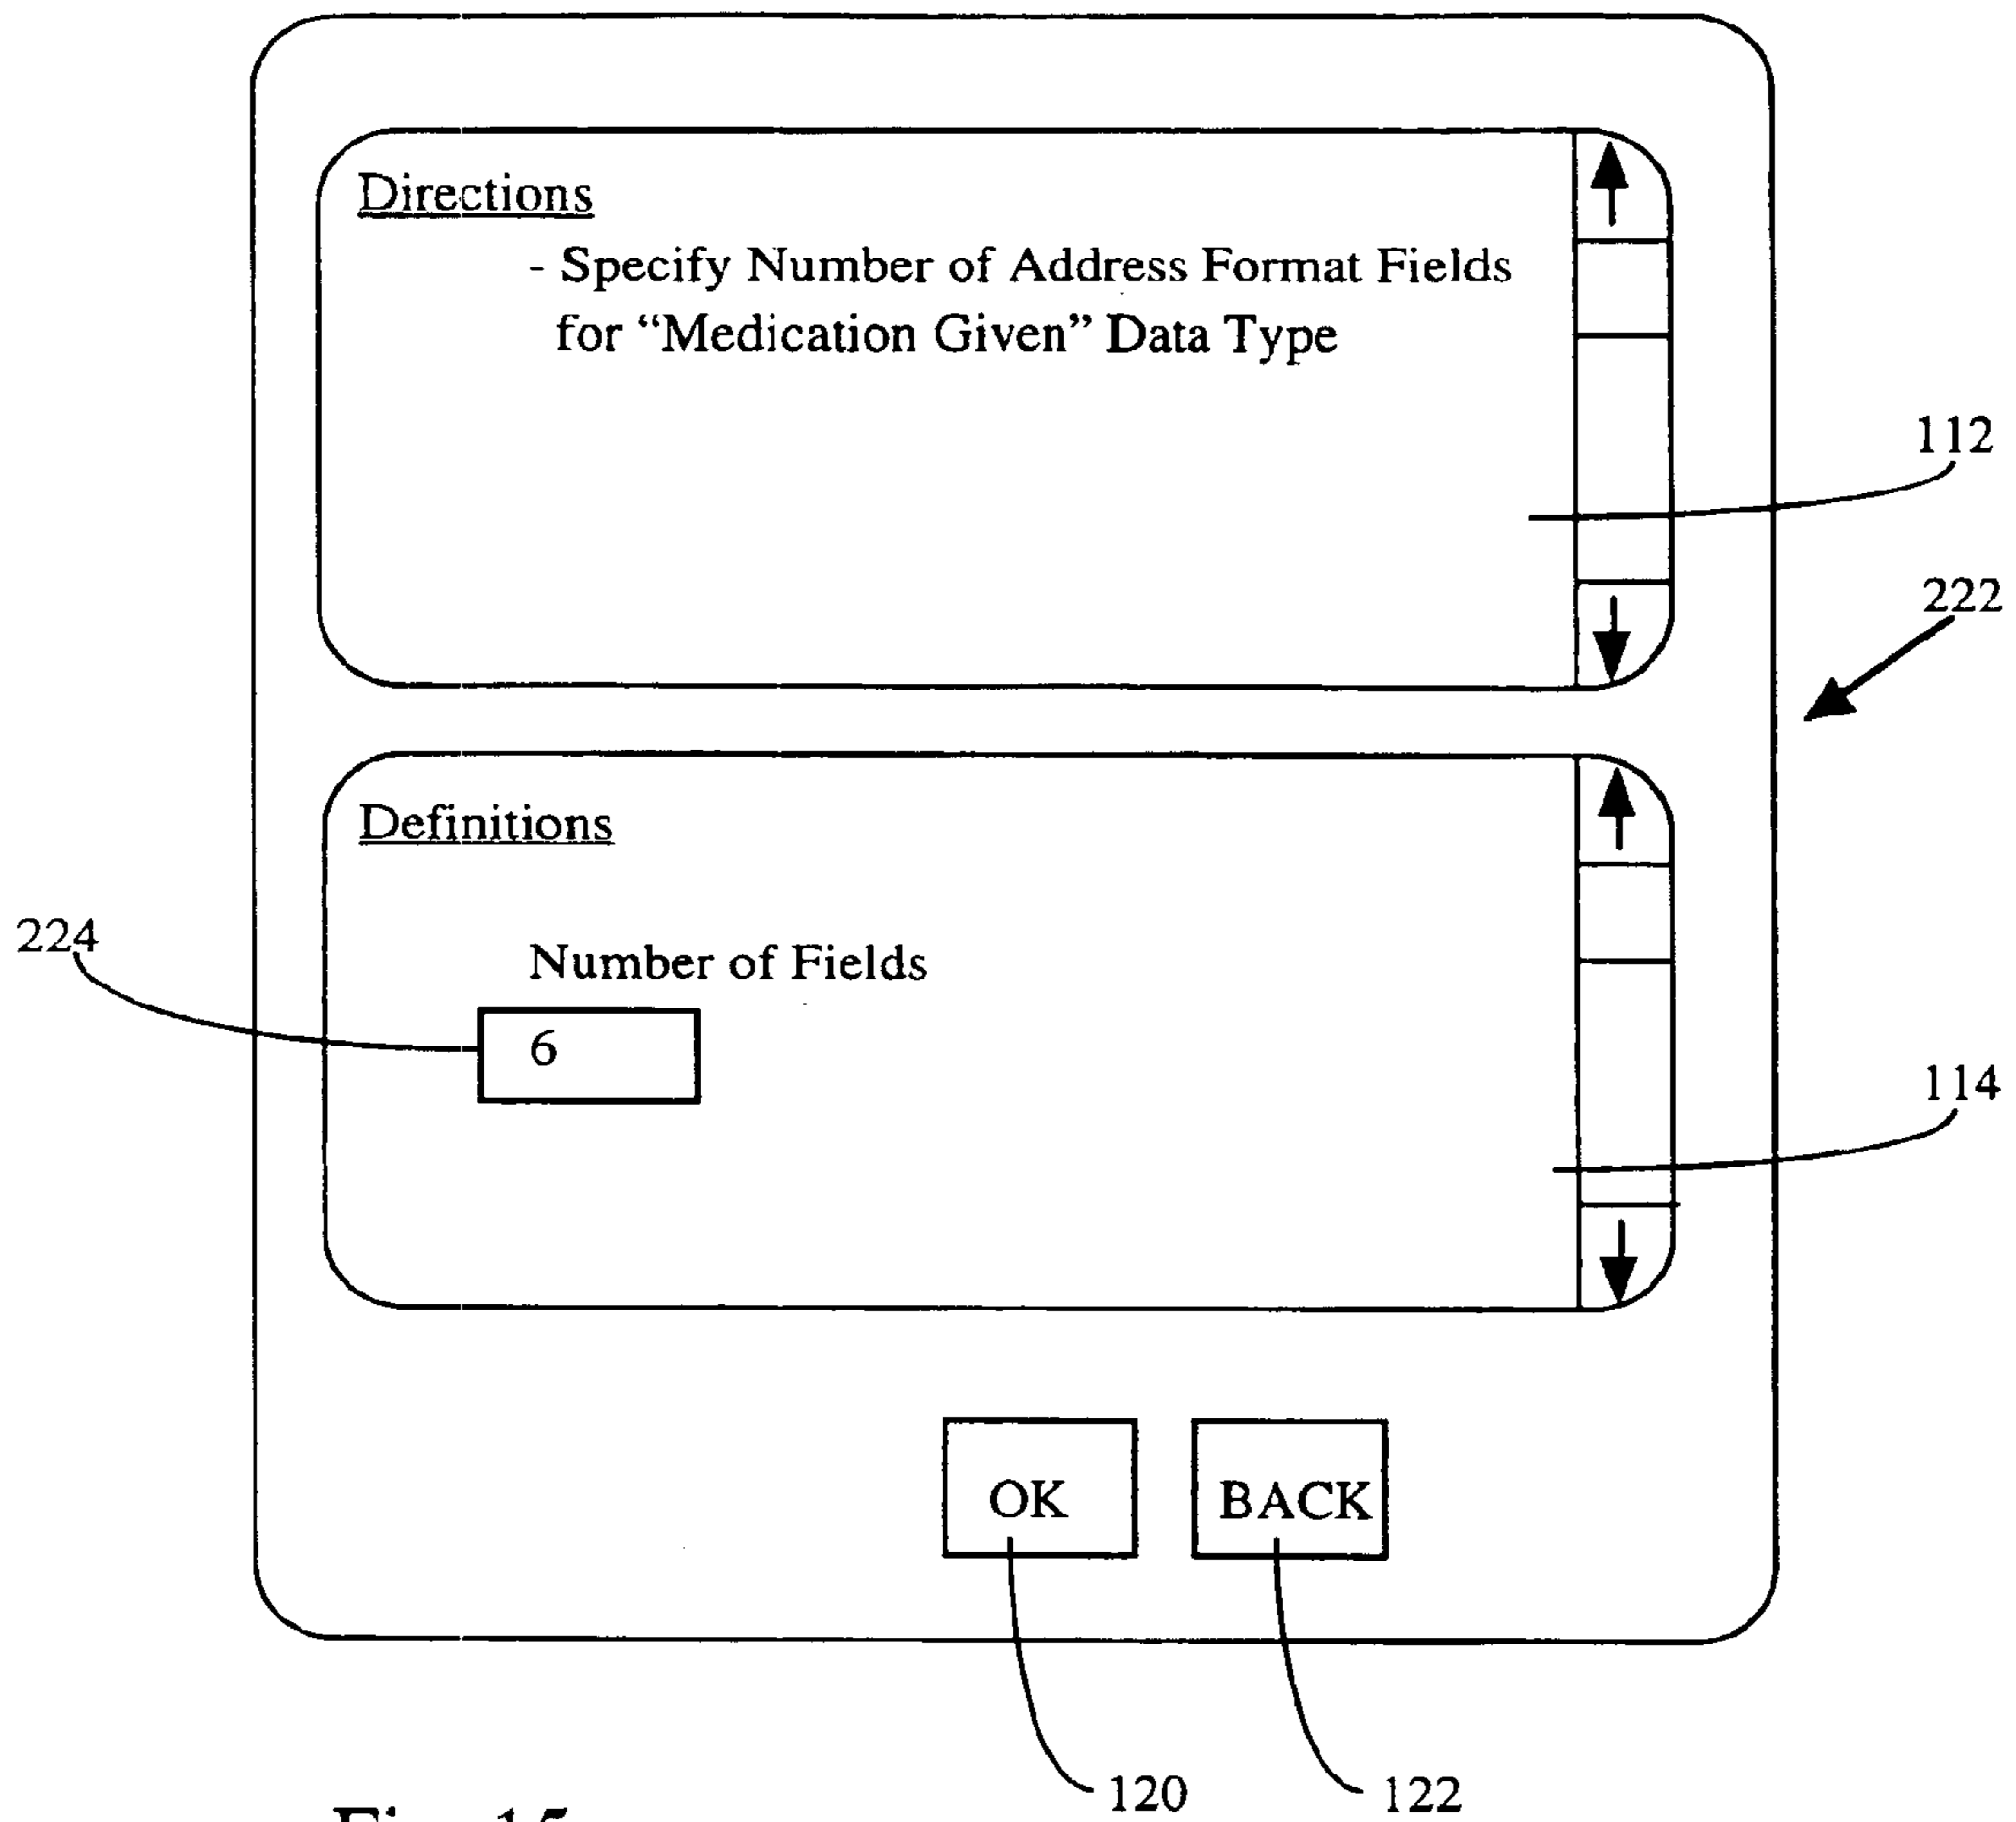 Directions
- Specify Number of Address Format Fields
for “Medication Given” Data Type
112
222
Definitions
224
Number of Fields
6
114
OK
BACK
120
122